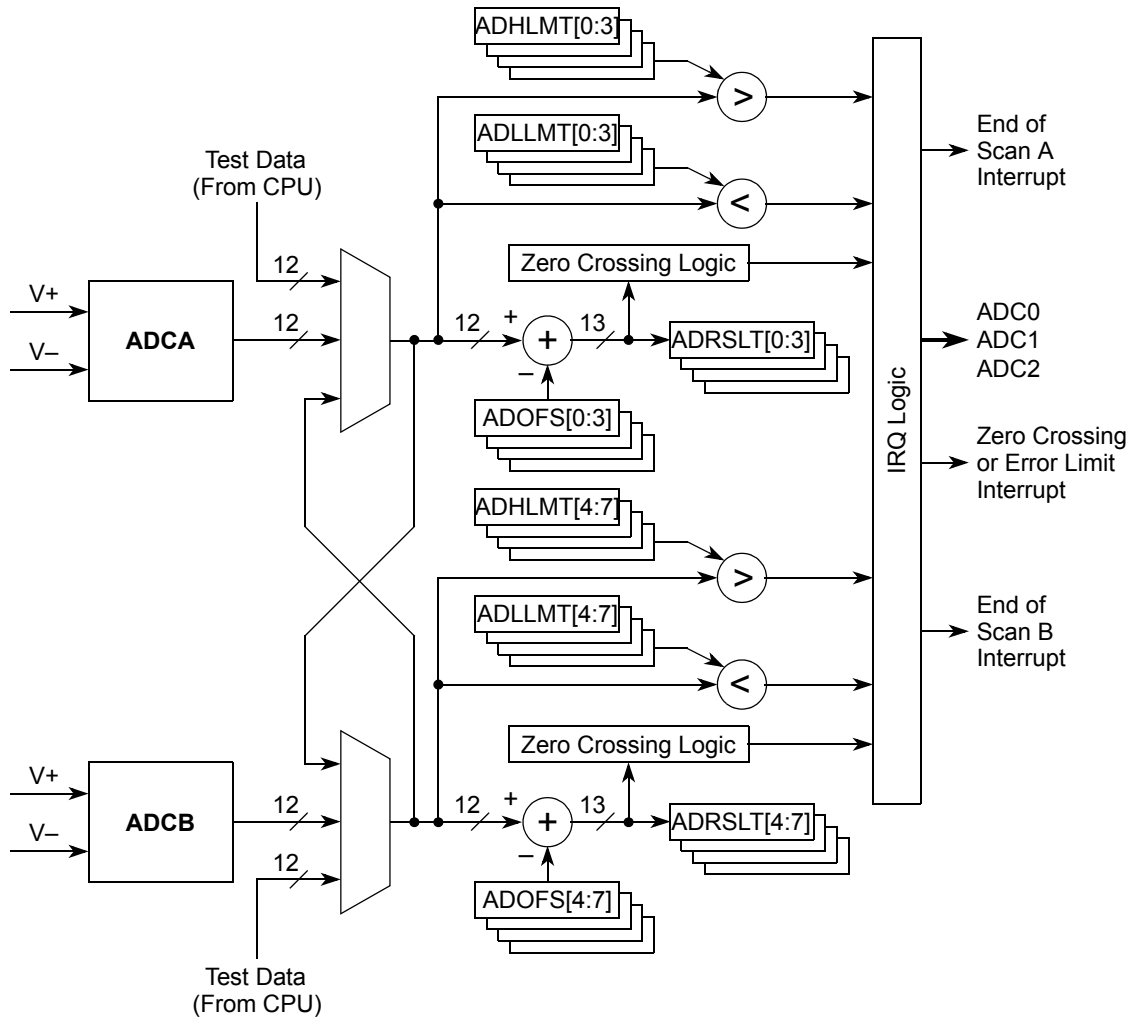 ADHLMT[0:3]
>
ADLLMT[0:3]
<
Test Data
(From CPU)
12
Zero Crossing Logic
V+
V–
ADCA
12
12
+
+
–
13
ADRSLT[0:3]
ADOFS[0:3]
ADHLMT[4:7]
>
ADLLMT[4:7]
<
Zero Crossing Logic
V+
V–
ADCB
12
12
12
+
+
–
13
ADRSLT[4:7]
ADOFS[4:7]
Test Data
(From CPU)
IRQ Logic
End of
Scan A
Interrupt
ADC0
ADC1
ADC2
Zero Crossing
or Error Limit
Interrupt
End of
Scan B
Interrupt